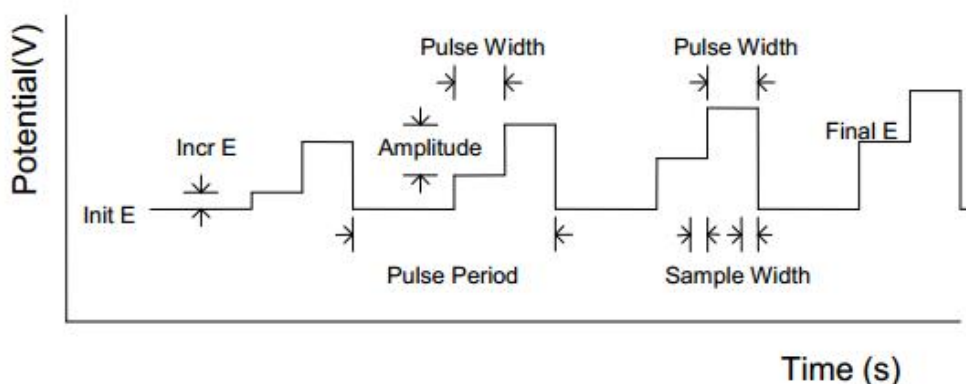 Potential(V)
Pulse Width
Pulse Width
Incr E
Amplitude
Final E
Init E
Pulse Period
Sample Width
Time (s)